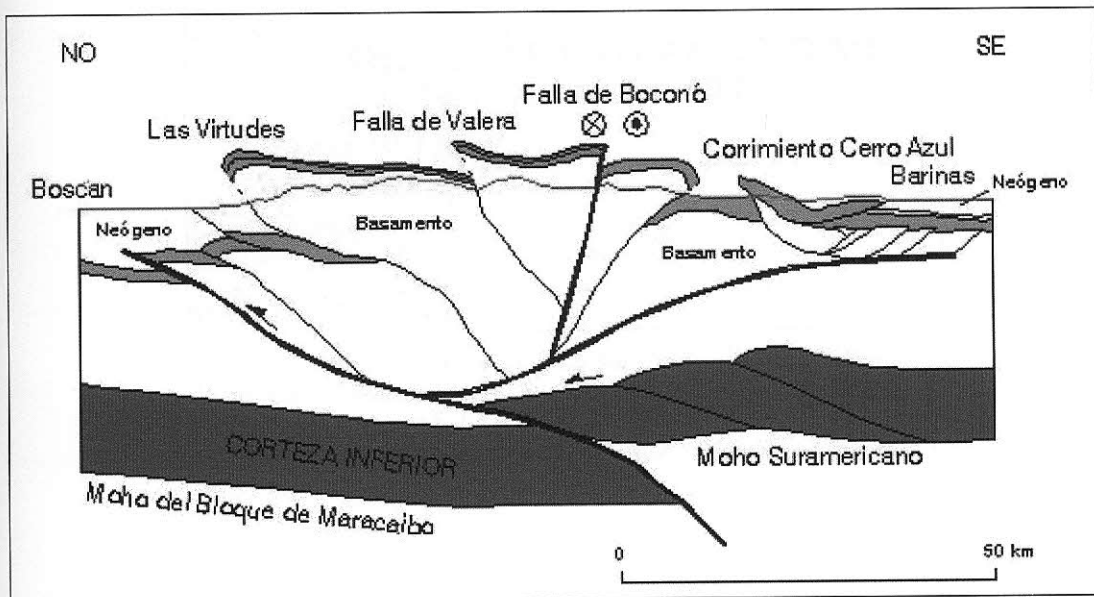 NO
SE
Falla de Boconó
Falla de Valera
Las Virtudes
Corrimiento Cerro Azul
Barinas
Boscan
Neógeno
Neógeno
Basamento
Basamento
CORTEZA INFERIOR
Moho Suramericano
Moho del Bloque de Maracaibo
0
50 km